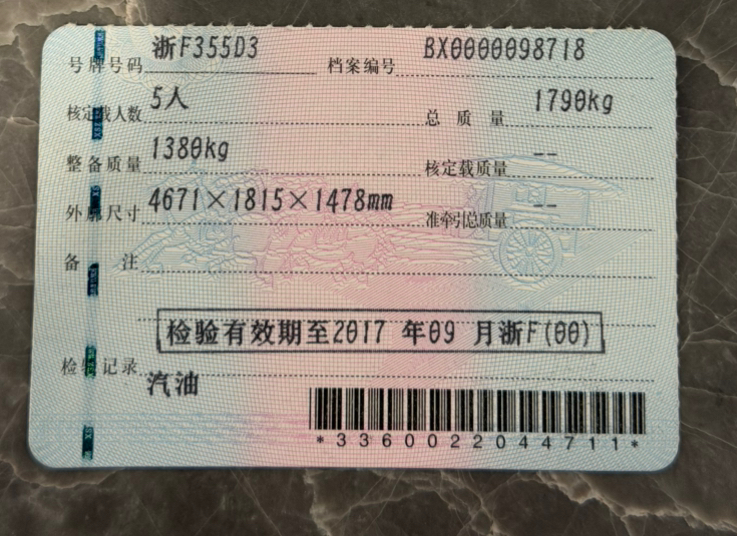 号牌号码 浙F355D3 档案编号 BX0000098718
核定载人数 5人 总质量 1790kg
整备质量 1380kg 核定载质量 --
外廓尺寸 4671×1815×1478mm 准牵引总质量 --
备注
检验有效期至2017 年09 月浙F(00)
检验记录
汽油
*3360022044711*